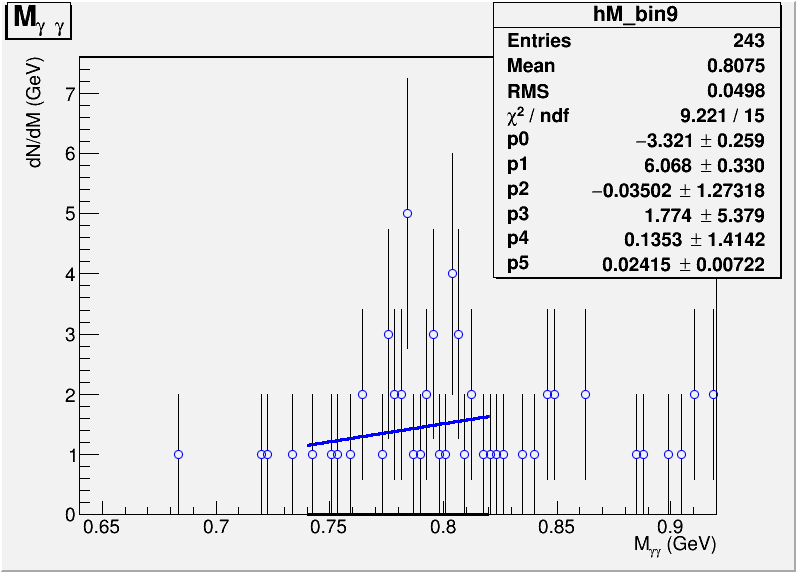 M γ γ
hM_bin9
Entries 243
Mean 0.8075
RMS 0.0498
χ² / ndf 9.221 / 15
p0 −3.321 ± 0.259
p1 6.068 ± 0.330
p2 −0.03502 ± 1.27318
p3 1.774 ± 5.379
p4 0.1353 ± 1.4142
p5 0.02415 ± 0.00722
dN/dM (GeV)
7
6
5
4
3
2
1
0
0.65 0.7 0.75 0.8 0.85 0.9
Mγγ (GeV)